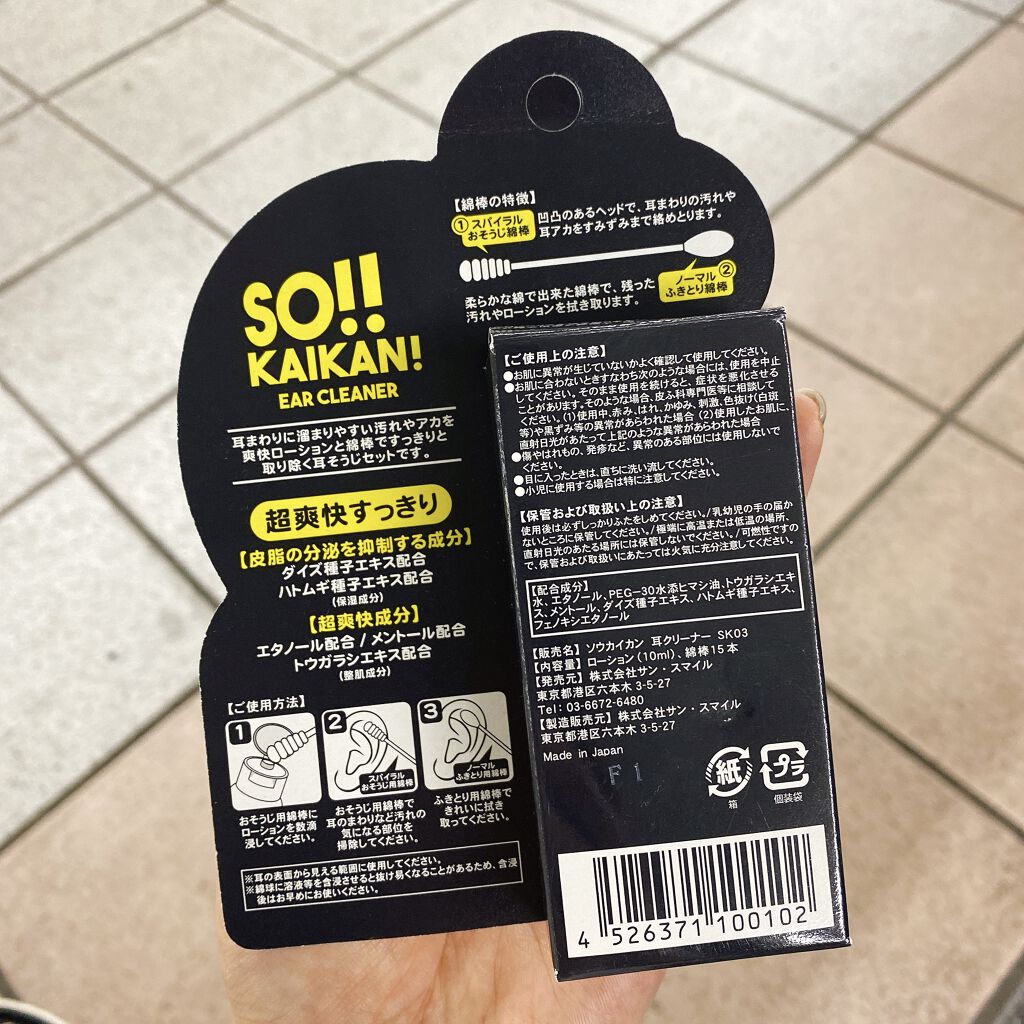 【綿棒の特徴】
① スパイラル
おそうじ綿棒
凹凸のあるヘッドで、耳まわりの汚れや
耳アカをすみずみまで絡めとります。
ノーマル ②
ふきとり綿棒
柔らかな綿で出来た綿棒で、残った
汚れやローションを拭き取ります。
SO!!
KAIKAN!
EAR CLEANER
耳まわりに溜まりやすい汚れやアカを
爽快ローションと綿棒ですっきりと
取り除く耳そうじセットです。
超爽快すっきり
【皮脂の分泌を抑制する成分】
ダイズ種子エキス配合
ハトムギ種子エキス配合
(保湿成分)
【超爽快成分】
エタノール配合 / メントール配合
トウガラシエキス配合
(整肌成分)
【ご使用方法】
1
おそうじ用綿棒に
ローションを数滴
浸してください。
2
スパイラル
おそうじ用綿棒
おそうじ用綿棒で
耳のまわりなど汚れの
気になる部位を
掃除してください。
3
ノーマル
ふきとり用綿棒
ふきとり用綿棒で
きれいに拭き
取ってください。
※耳の表面から見える範囲に使用してください。
※綿球に溶液等を含浸させると抜け易くなることがあるため、含浸
後はお早めにお使いください。
【ご使用上の注意】
●お肌に異常が生じていないかよく確認して使用してください。
●お肌に合わないときすなわち次のような場合には、使用を中止
してください。そのまま使用を続けると、症状を悪化させる
ことがあります。そのような場合、皮ふ科専門医等に相談して
ください。(1)使用中、赤み、はれ、かゆみ、刺激、色抜け(白斑
等)や黒ずみ等の異常があらわれた場合 (2)使用したお肌に、
直射日光があたって上記のような異常があらわれた場合
●傷やはれもの、発疹など、異常のある部位には使用しないで
ください。
●目に入ったときは、直ちに洗い流してください。
●小児に使用する場合は特に注意してください。
【保管および取扱い上の注意】
使用後は必ずしっかりふたをしめてください。/乳幼児の手の届か
ないところに保管してください。/極端に高温または低温の場所、
直射日光のあたる場所には保管しないでください。/可燃性ですの
で、保管および取扱いにあたっては火気に充分注意してください。
【配合成分】
水、エタノール、PEG-30水添ヒマシ油、トウガラシエキ
ス、メントール、ダイズ種子エキス、ハトムギ種子エキス、
フェノキシエタノール
【販売名】 ソウカイカン 耳クリーナー SK03
【内容量】 ローション(10ml)、綿棒15本
【発売元】 株式会社サン・スマイル
東京都港区六本木 3-5-27
Tel: 03-6672-6480
【製造販売元】 株式会社サン・スマイル
東京都港区六本木 3-5-27
Made in Japan
F1
紙
箱
プラ
個装袋
4 526371 100102